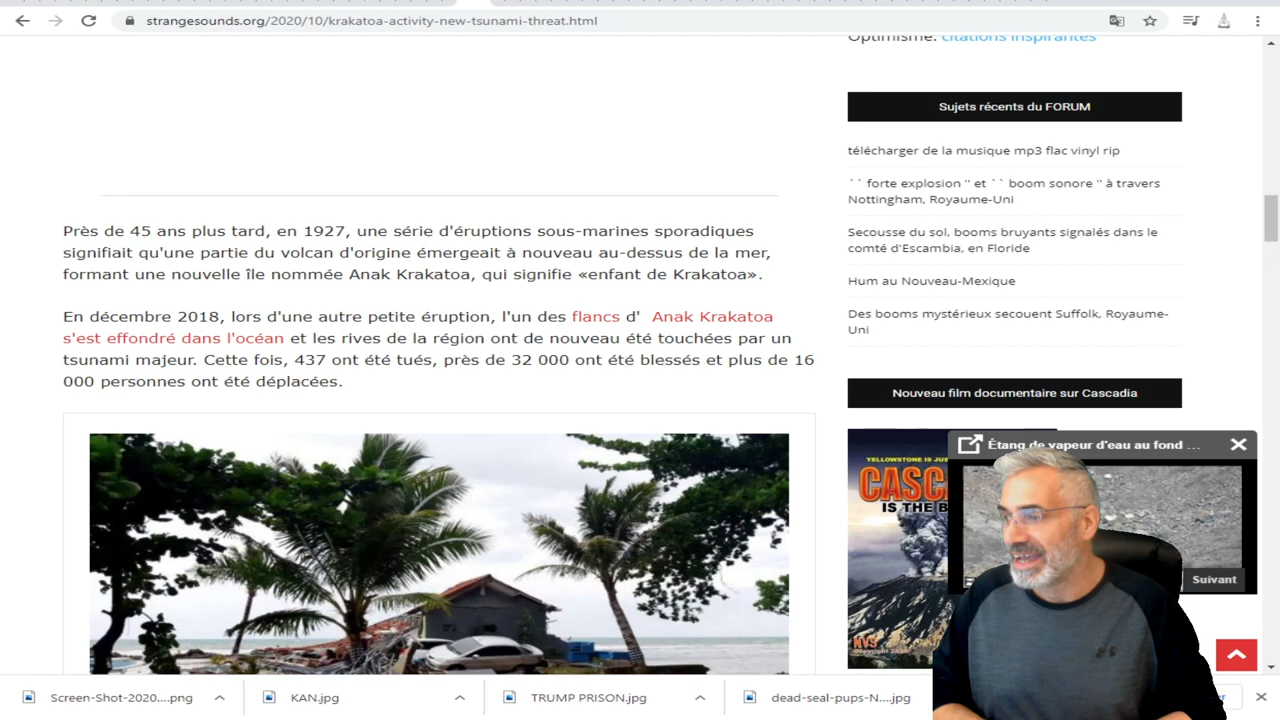 strangesounds.org/2020/10/krakatoa-activity-new-tsunami-threat.html
Optimisme: citations inspirantes
Sujets récents du FORUM
télécharger de la musique mp3 flac vinyl rip
`` forte explosion '' et `` boom sonore '' à travers
Nottingham, Royaume-Uni
Secousse du sol, booms bruyants signalés dans le
comté d'Escambia, en Floride
Hum au Nouveau-Mexique
Des booms mystérieux secouent Suffolk, Royaume-
Uni
Près de 45 ans plus tard, en 1927, une série d'éruptions sous-marines sporadiques
signifiait qu'une partie du volcan d'origine émergeait à nouveau au-dessus de la mer,
formant une nouvelle île nommée Anak Krakatoa, qui signifie «enfant de Krakatoa».
En décembre 2018, lors d'une autre petite éruption, l'un des flancs d' Anak Krakatoa
s'est effondré dans l'océan et les rives de la région ont de nouveau été touchées par un
tsunami majeur. Cette fois, 437 ont été tués, près de 32 000 ont été blessés et plus de 16
000 personnes ont été déplacées.
Nouveau film documentaire sur Cascadia
Étang de vapeur d'eau au fond ...
YELLOWSTONE IS
CASC
IS THE
NVS
Suivant
Screen-Shot-2020....png
KAN.jpg
TRUMP PRISON.jpg
dead-seal-pups-N....jpg